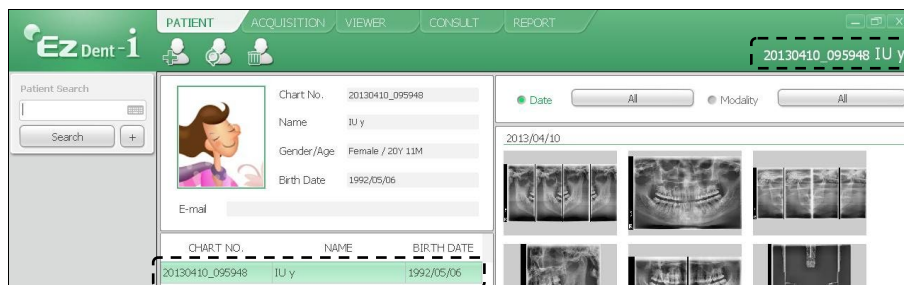 PATIENT ACQUISITION VIEWER CONSULT REPORT
Ez Dent-i
20130410_095948 IU y
Patient Search
Search +
Chart No. 20130410_095948
Name IU y
Gender/Age Female / 20Y 11M
Birth Date 1992/05/06
E-mail
CHART NO. NAME BIRTH DATE
20130410_095948 IU y 1992/05/06
Date All Modality All
2013/04/10